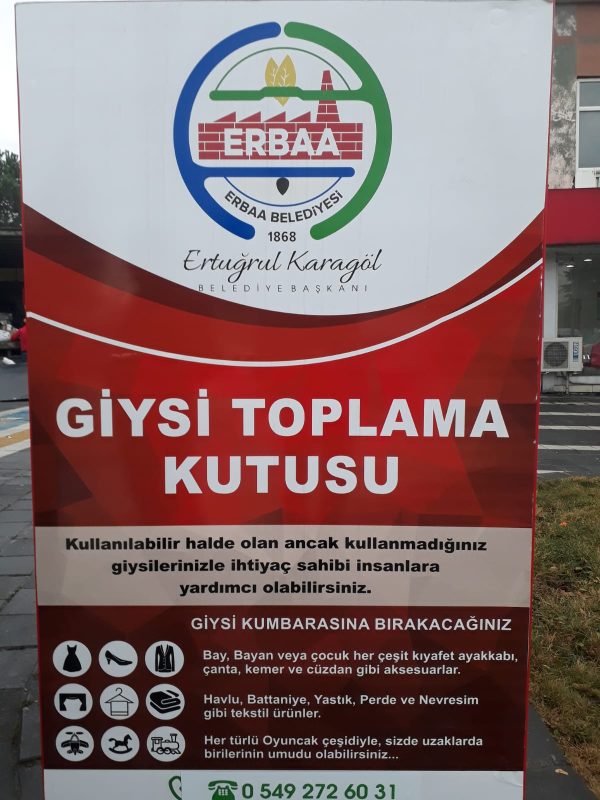 ERBAA
ERBAA BELEDİYESİ
1868
Ertuğrul Karagöl
BELEDİYE BAŞKANI
GİYSİ TOPLAMA
KUTUSU
Kullanılabilir halde olan ancak kullanmadığınız
giysilerinizle ihtiyaç sahibi insanlara
yardımcı olabilirsiniz.
GİYSİ KUMBARASINA BIRAKACAĞINIZ
Bay, Bayan veya çocuk her çeşit kıyafet ayakkabı,
çanta, kemer ve cüzdan gibi aksesuarlar.
Havlu, Battaniye, Yastık, Perde ve Nevresim
gibi tekstil ürünler.
Her türlü Oyuncak çeşidiyle, sizde uzaklarda
birilerinin umudu olabilirsiniz...
0 549 272 60 31